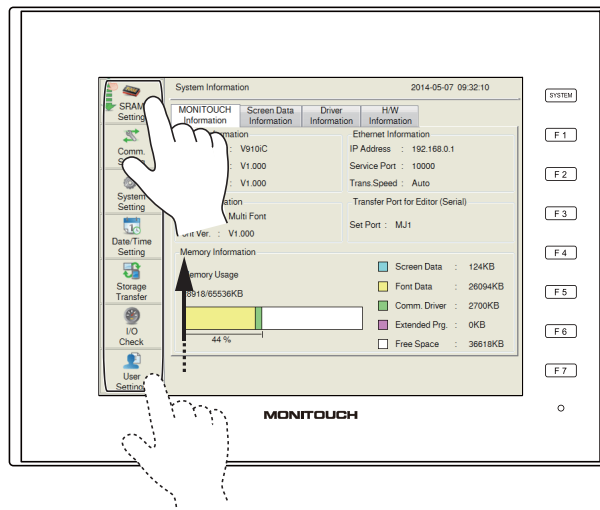 System Information
2014-05-07 09:32:10
SYSTEM
F 1
F 2
F 3
F 4
F 5
F 6
F 7
SRAM
Setting
Comm.
System
Setting
Date/Time
Setting
Storage
Transfer
I/O
Check
User
Setting
MONITOUCH
Information
Screen Data
Information
Driver
Information
H/W
Information
: V910iC
: V1.000
: V1.000
Multi Font
Ver. : V1.000
Ethernet Information
IP Address : 192.168.0.1
Service Port : 10000
Trans.Speed : Auto
Transfer Port for Editor (Serial)
Set Port : MJ1
Memory Information
Memory Usage
8918/65536KB
44 %
Screen Data : 124KB
Font Data : 26094KB
Comm. Driver : 2700KB
Extended Prg. : 0KB
Free Space : 36618KB
MONITOUCH